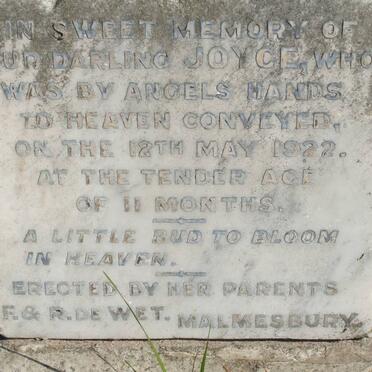 IN SWEET MEMORY OF
OUR DARLING JOYCE, WHO
WAS BY ANGELS HANDS
TO HEAVEN CONVEYED,
ON THE 12TH MAY 1922.
AT THE TENDER AGE
OF 11 MONTHS.
A LITTLE BUD TO BLOOM
IN HEAVEN.
ERECTED BY HER PARENTS
F. & R. DE WET. MALMESBURY.